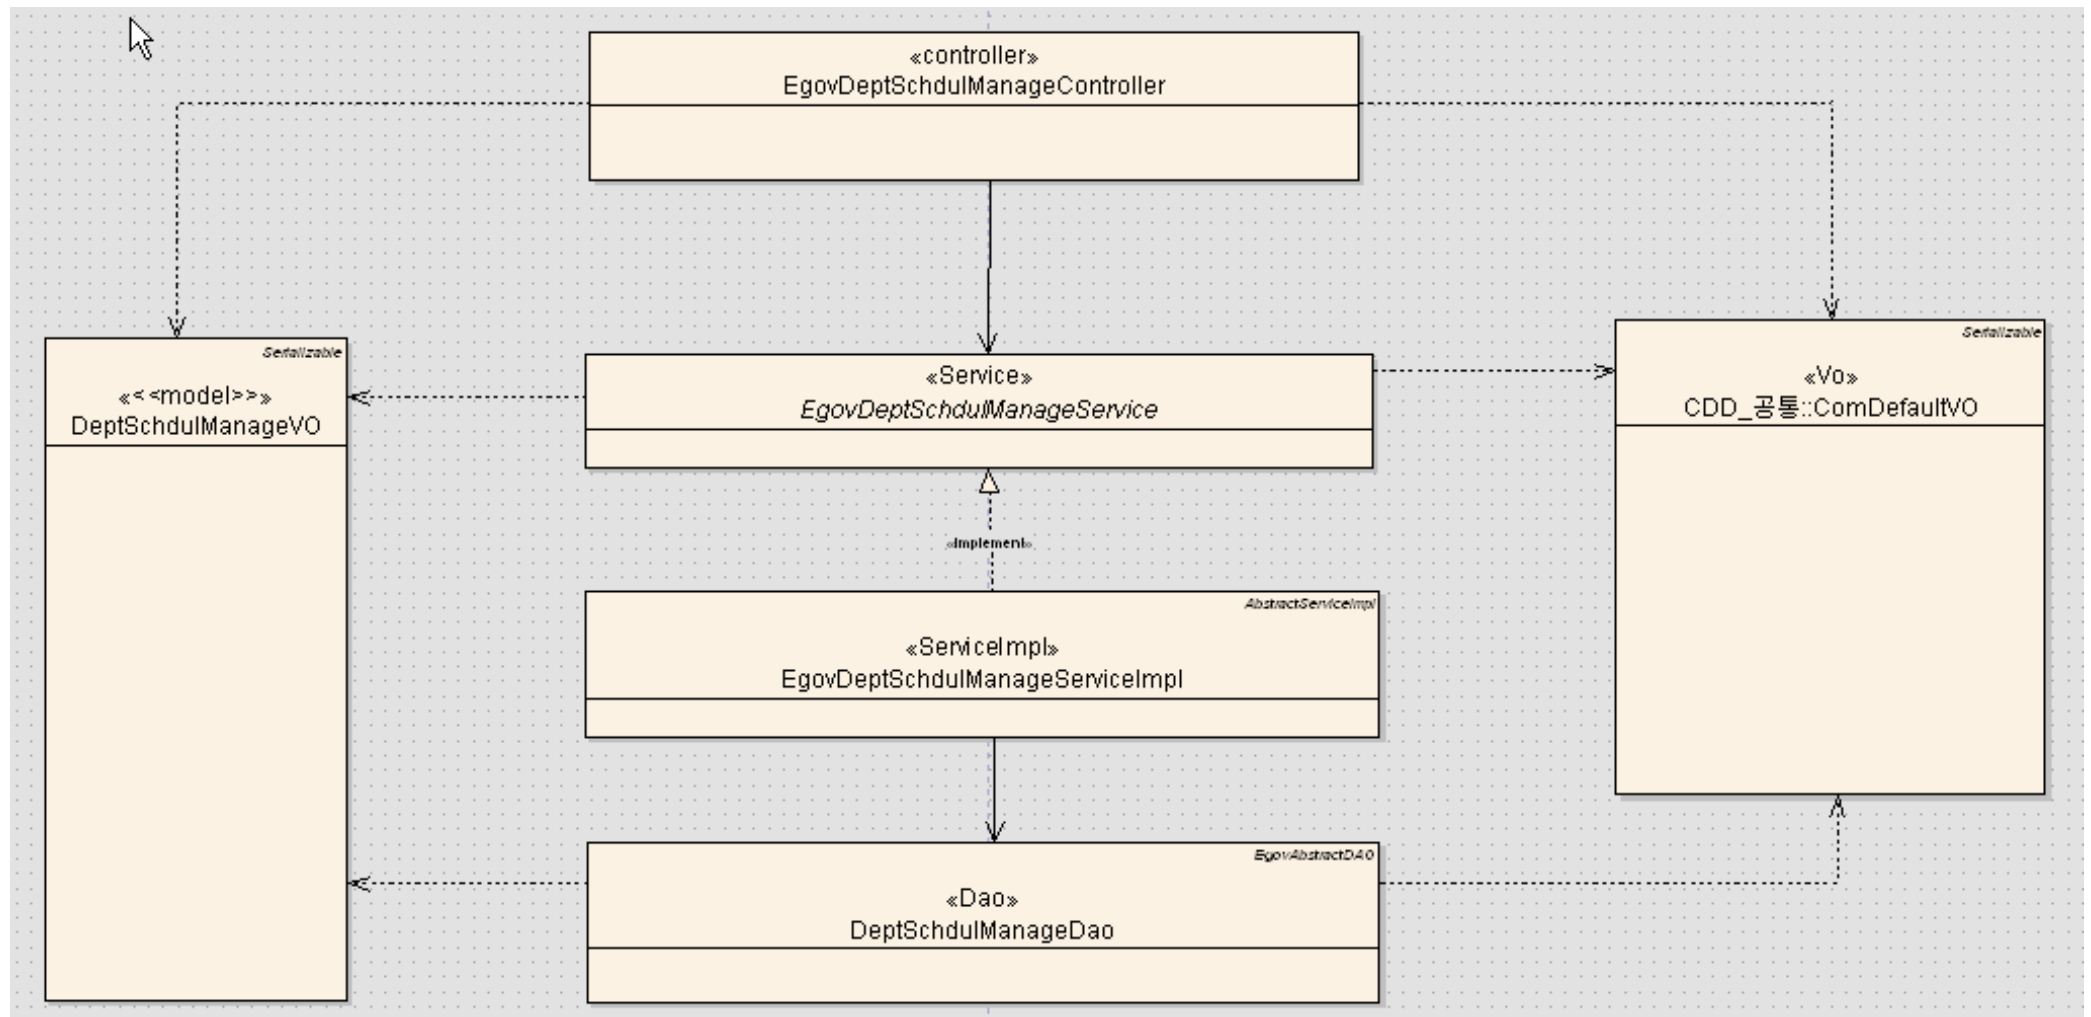 «controller»
EgovDeptSchdulManageController
Serializable
«<<model>>»
DeptSchdulManageVO
«Service»
EgovDeptSchdulManageService
Serializable
«Vo»
CDD_공통::ComDefaultVO
«implement»
AbstractServiceImpl
«ServiceImpl»
EgovDeptSchdulManageServiceImpl
EgovAbstractDAO
«Dao»
DeptSchdulManageDao